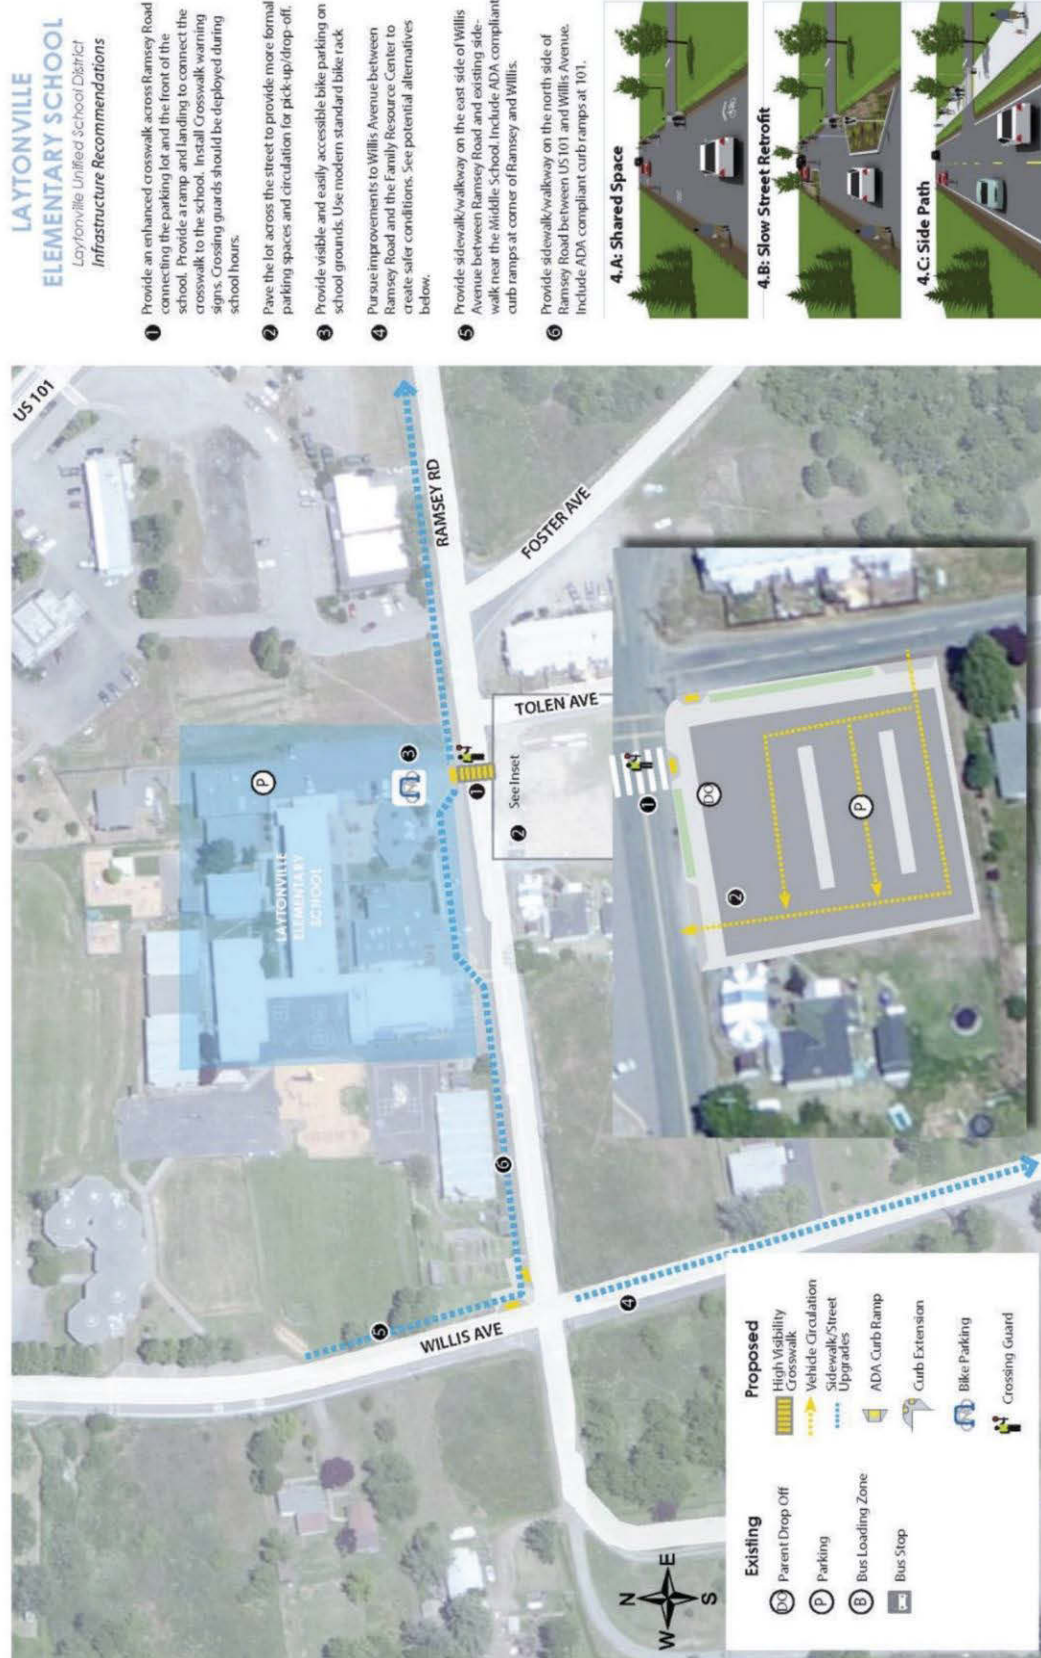 LAYTONVILLE
ELEMENTARY SCHOOL
Laytonville Unified School District
Infrastructure Recommendations
1 Provide an enhanced crosswalk across Ramsey Road
connecting the parking lot and the front of the
school. Provide a ramp and landing to connect the
crosswalk to the school. Install Crosswalk warning
signs. Crossing guards should be deployed during
school hours.
2 Pave the lot across the street to provide more formal
parking spaces and circulation for pick-up/drop-off.
3 Provide visible and easily accessible bike parking on
school grounds. Use modern standard bike rack
4 Pursue improvements to Willis Avenue between
Ramsey Road and the Family Resource Center to
create safer conditions. See potential alternatives
below.
5 Provide sidewalk/walkway on the east side of Willis
Avenue between Ramsey Road and existing side-
walk near the Middle School. Include ADA compliant
curb ramps at corner of Ramsey and Willis.
6 Provide sidewalk/walkway on the north side of
Ramsey Road between US101 and Willis Avenue.
Include ADA compliant curb ramps at 101.
4.A: Shared Space
4.B: Slow Street Retrofit
4.C: Side Path
US 101
RAMSEY RD
FOSTER AVE
TOLEN AVE
WILLIS AVE
LAYTONVILLE
ELEMENTARY
SCHOOL
P
3
1
2 See Inset
6
5
4
1
2
DO
P
N
W E
S
Existing
DO Parent Drop Off
P Parking
B Bus Loading Zone
Bus Stop
Proposed
High Visibility
Crosswalk
Vehicle Circulation
Sidewalk/Street
Upgrades
ADA Curb Ramp
Curb Extension
Bike Parking
Crossing Guard